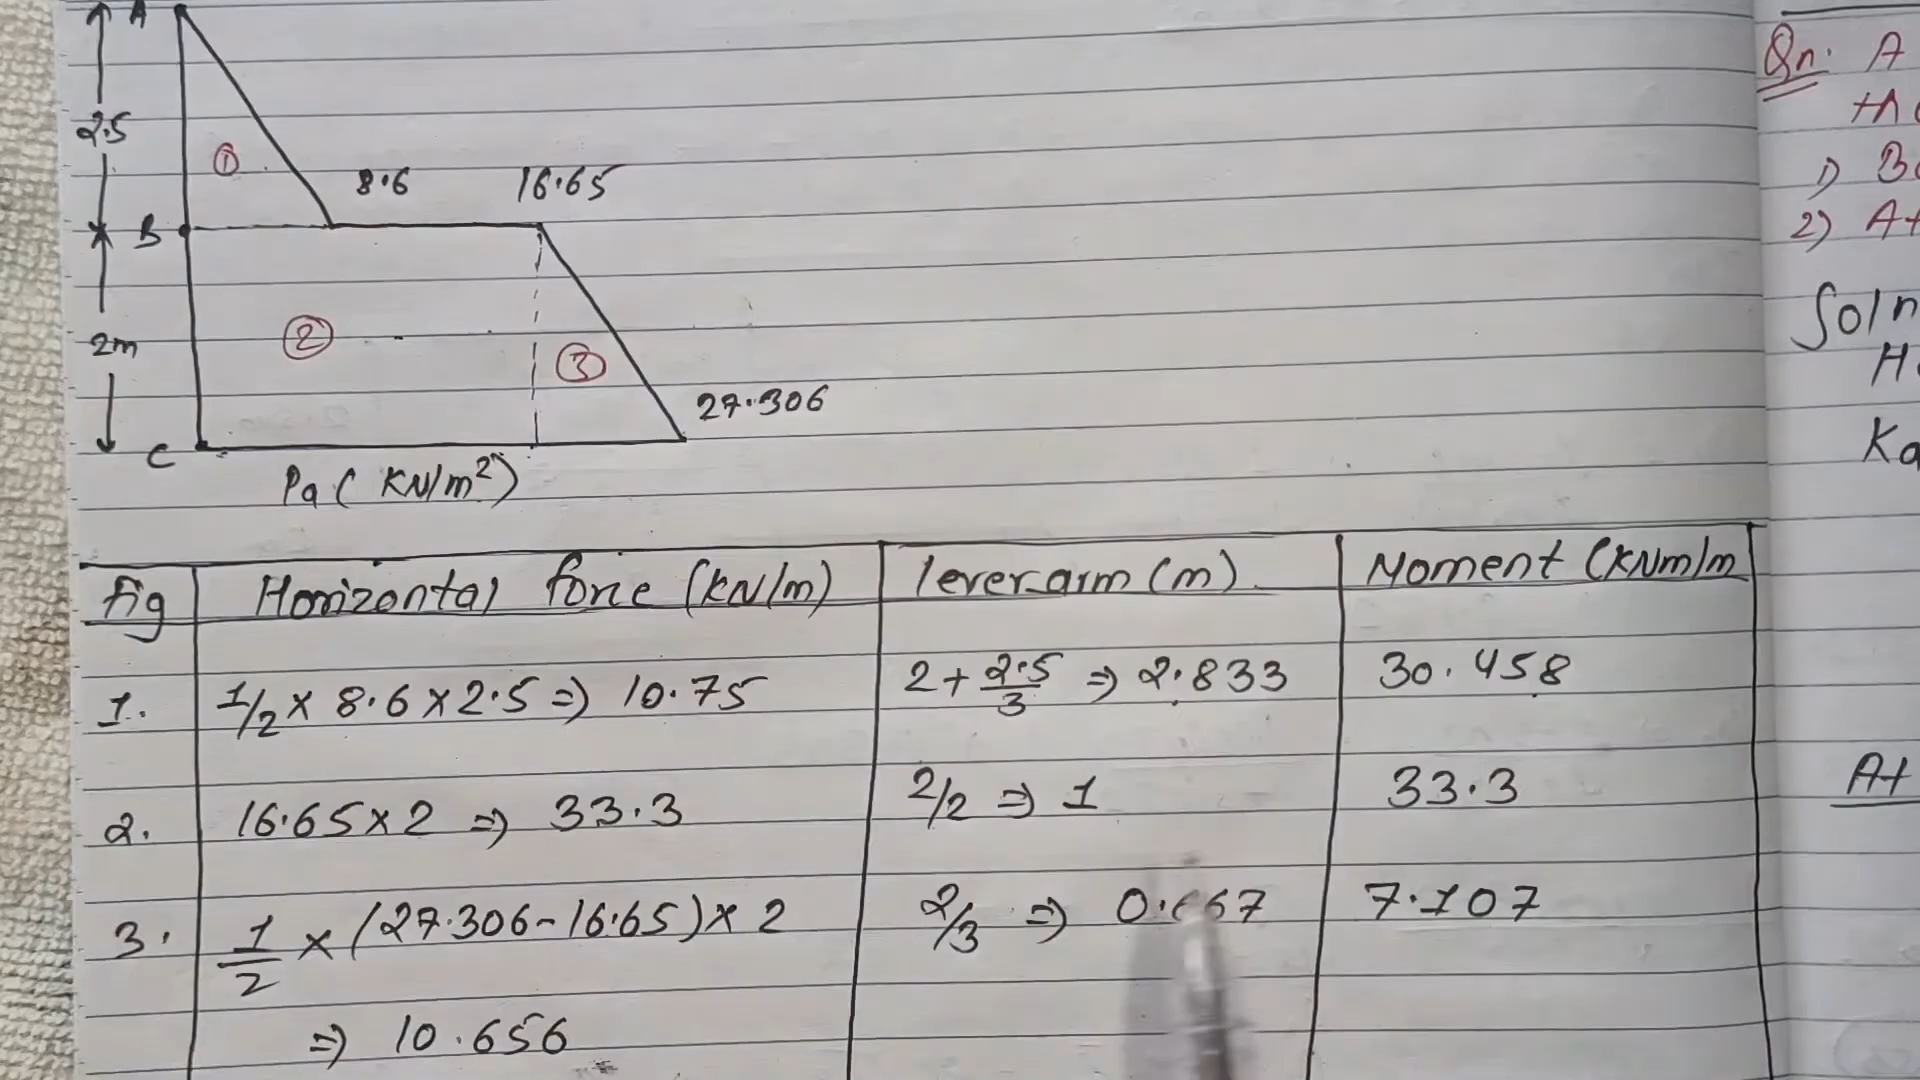 A
2.5
①
8.6
16.65
B
2m
②
③
27.306
C
Pa ( KN/m²)
Fig Horizontal force (kN/m) lever arm (m) Moment (KNm/m
1. 1/2 × 8.6 × 2.5 ⇒ 10.75 2 + 2.5/3 ⇒ 2.833 30.458
2. 16.65 × 2 ⇒ 33.3 2/2 ⇒ 1 33.3
3. 1/2 × (27.306 - 16.65) × 2 2/3 ⇒ 0.667 7.107
⇒ 10.656
Qn. A
1)
2) At
Soln
Ka
At